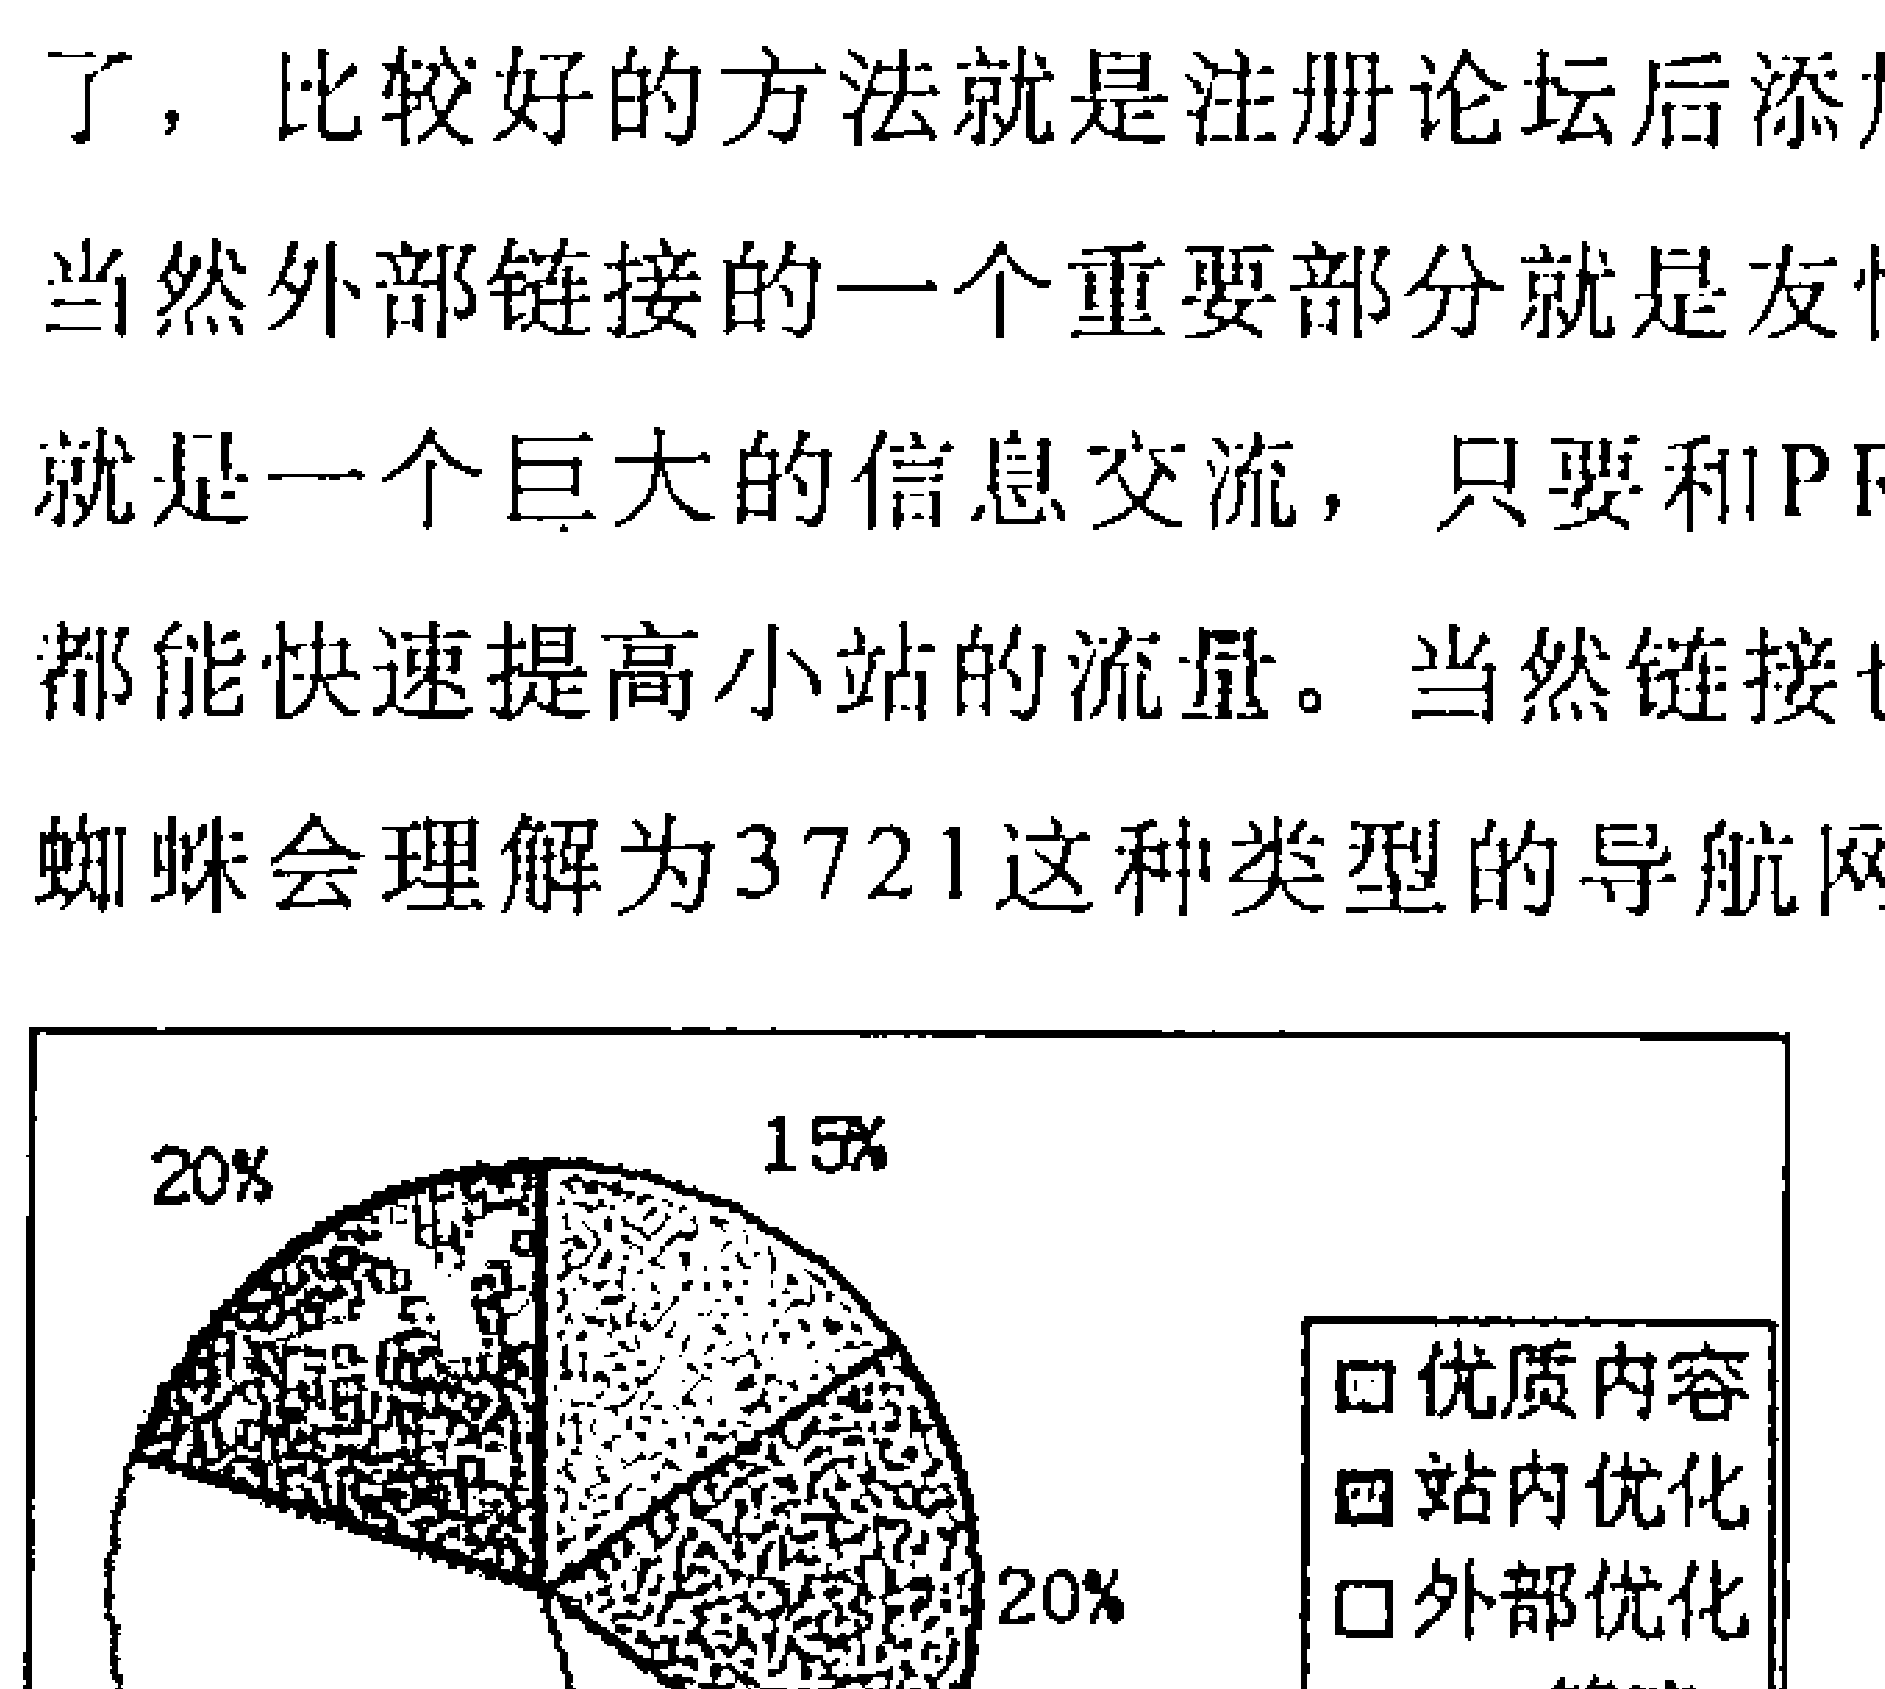 了，比较好的方法就是注册论坛后添
当然外部链接的一个重要部分就是友
就是一个巨大的信息交流，只要和P
都能快速提高小站的流量。当然链接
蜘蛛会理解为3721这种类型的导航网
20%
15%
20%
优质内容
站内优化
外部优化